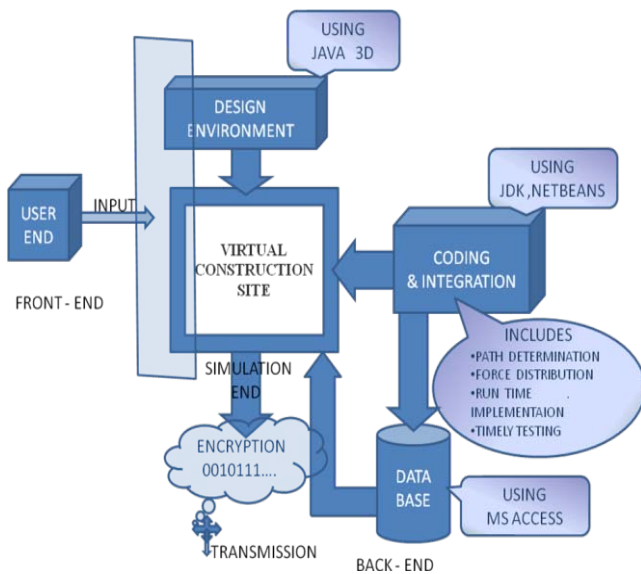 USING
JAVA 3D
DESIGN
ENVIRONMENT
USING
JDK ,NETBEANS
INPUT
USER
END
VIRTUAL
CONSTRUCTION
SITE
CODING
& INTEGRATION
FRONT - END
INCLUDES
•PATH DETERMINATION
•FORCE DISTRIBUTION
•RUN TIME .
IMPLEMENTAION
•TIMELY TESTING
SIMULATION
END
ENCRYPTION
0010111....
DATA
BASE
USING
MS ACCESS
TRANSMISSION
BACK - END